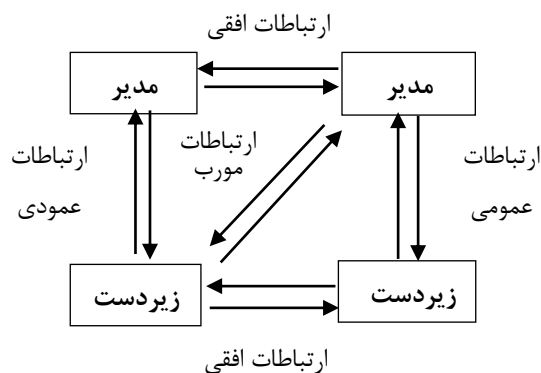 ارتباطات افقی
مدیر
مدیر
ارتباطات
مورب
ارتباطات
عمومی
ارتباطات
عمودی
زیردست
زیردست
ارتباطات افقی